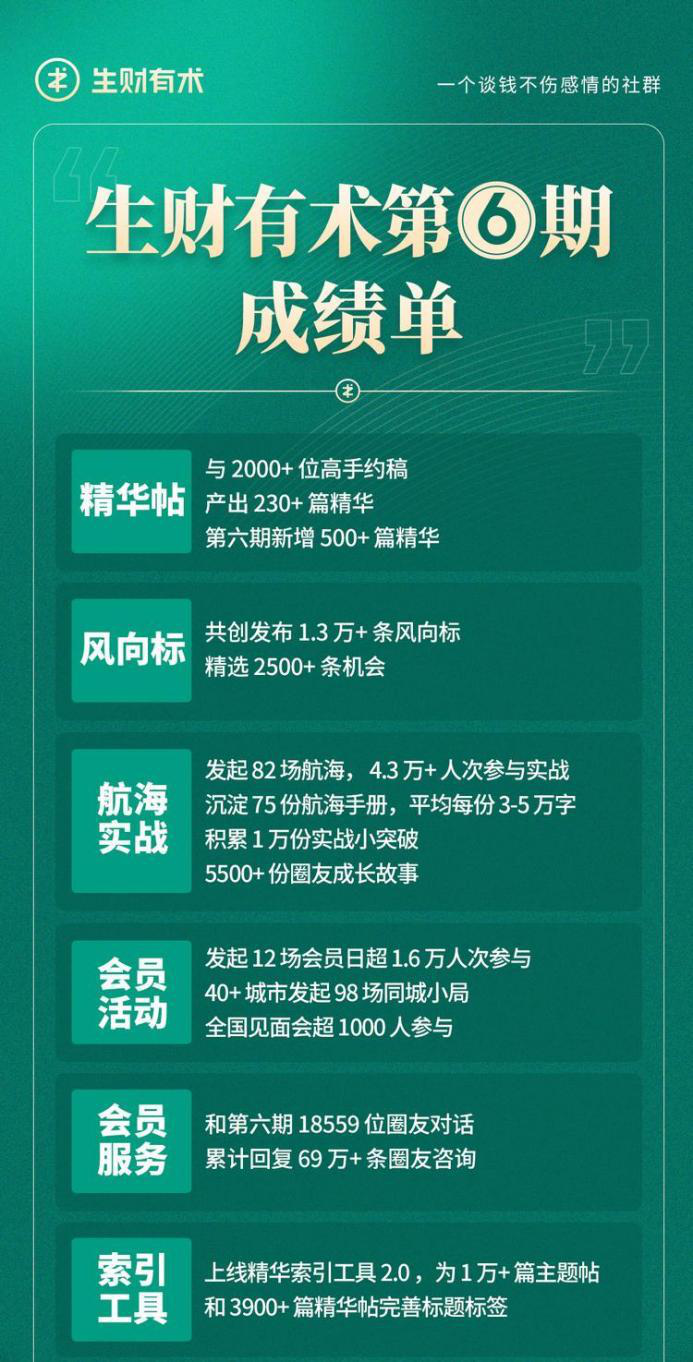 生财有术
一个谈钱不伤感情的社群
生财有术第6期
成绩单
精华帖
与 2000+ 位高手约稿
产出 230+ 篇精华
第六期新增 500+ 篇精华
风向标
共创发布 1.3 万+ 条风向标
精选 2500+ 条机会
航海
实战
发起 82 场航海，4.3 万+ 人次参与实战
沉淀 75 份航海手册，平均每份 3-5 万字
积累 1 万份实战小突破
5500+ 份圈友成长故事
会员
活动
发起 12 场会员日超 1.6 万人次参与
40+ 城市发起 98 场同城小局
全国见面会超 1000 人参与
会员
服务
和第六期 18559 位圈友对话
累计回复 69 万+ 条圈友咨询
索引
工具
上线精华索引工具 2.0，为 1 万+ 篇主题帖
和 3900+ 篇精华帖完善标题标签